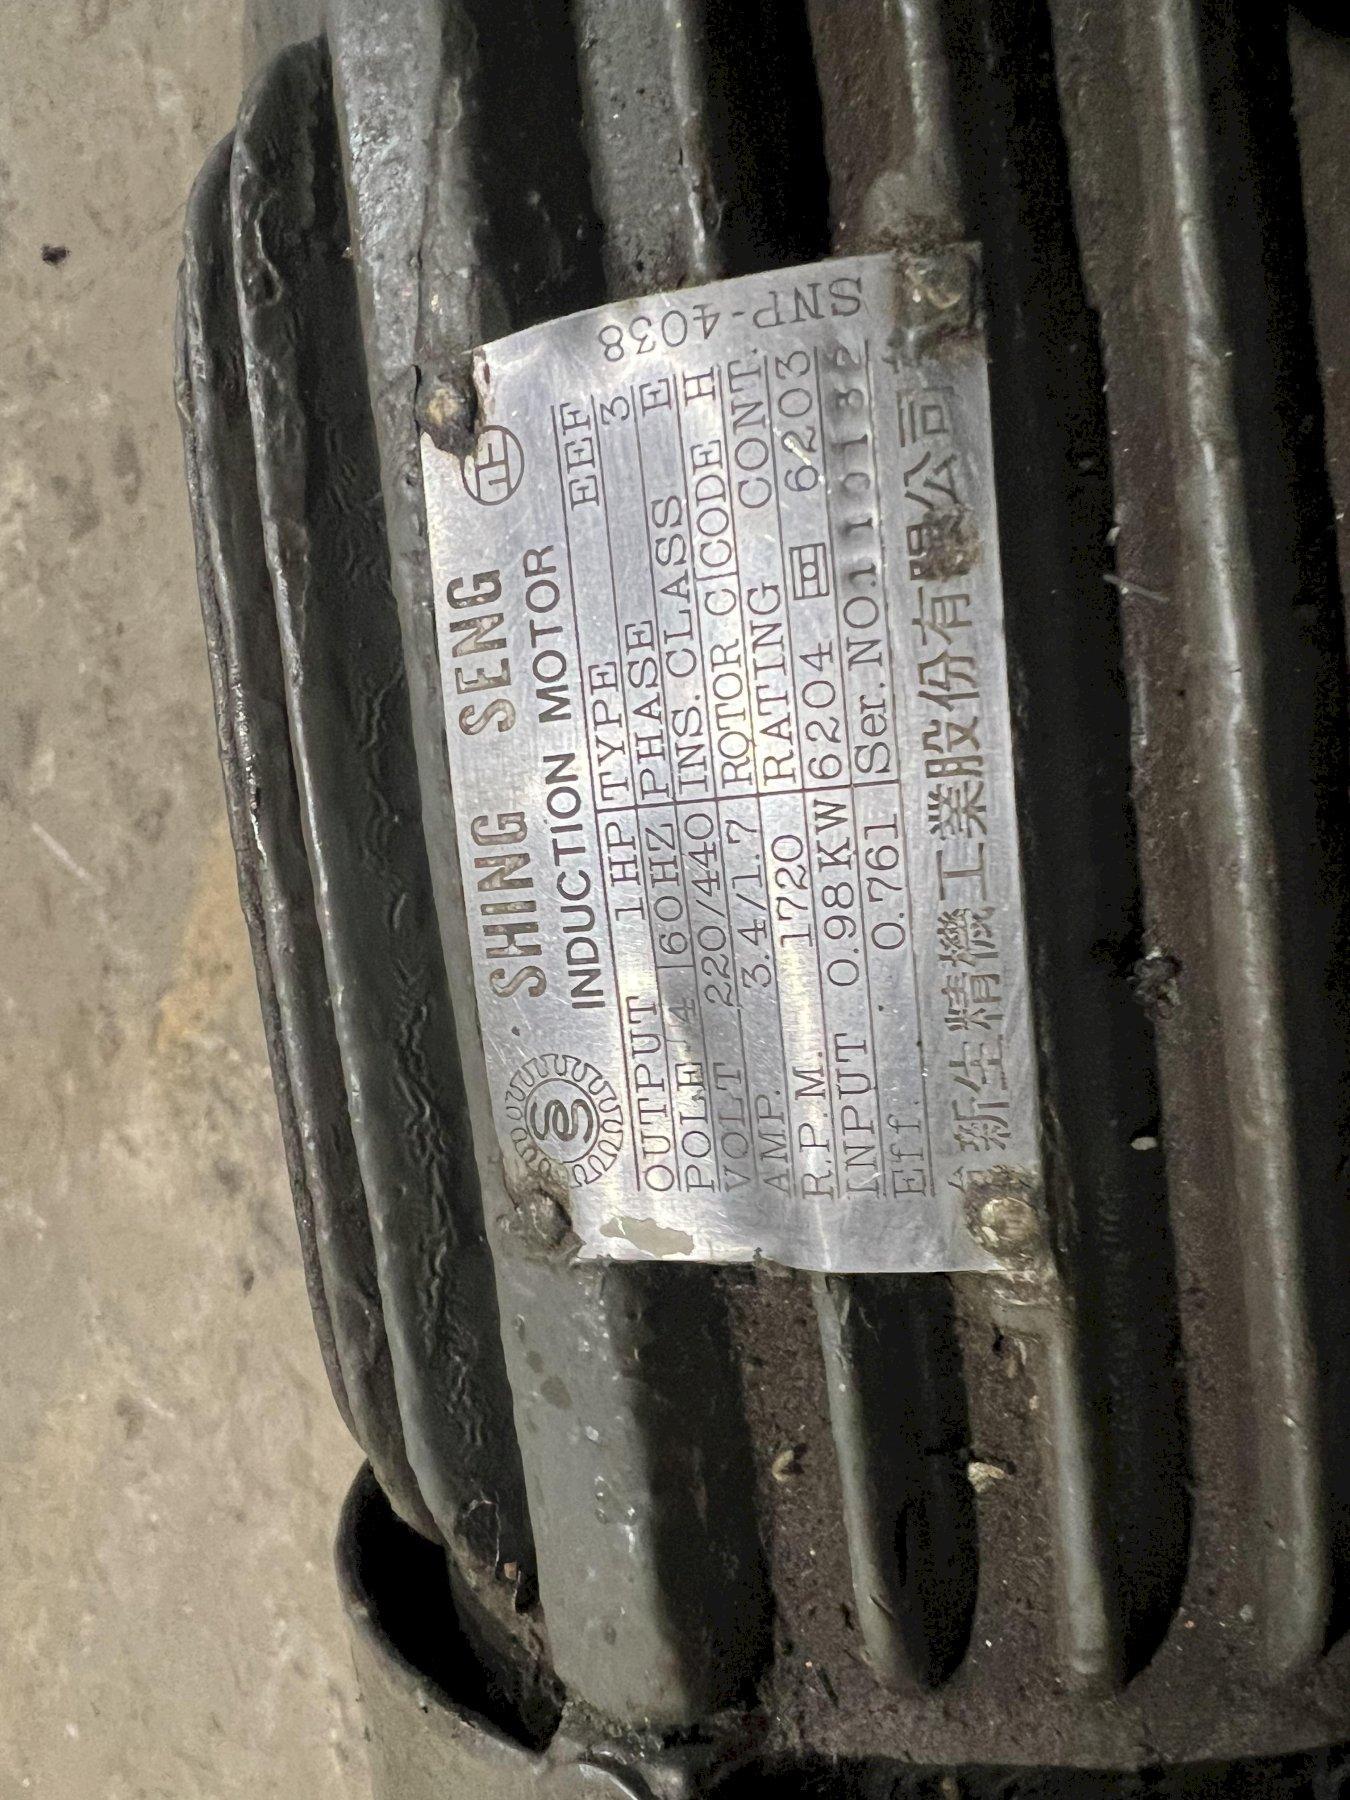 SHING SENG 正
INDUCTION MOTOR
OUTPUT 1HP TYPE EEF
POLE 4 60HZ PHASE 3
VOLT 220/440 INS. CLASS E
AMP. 3.4/1.7 ROTOR C CODE H
R.P.M. 1720 RATING CONT.
INPUT 0.98KW 6204 6203
Eff. 0.761 Ser. NO.
新生精機工業股份有限公司
SNP-4038